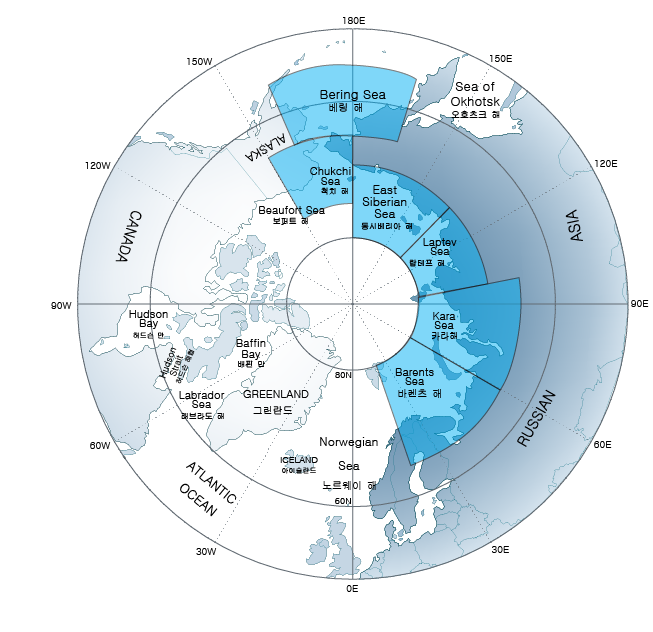 180E
150W
150E
Sea of
Okhotsk
오호츠크 해
Bering Sea
베링 해
ALASKA
120W
120E
Chukchi
Sea
척치 해
East
Siberian
Sea
동시베리아 해
Beaufort Sea
보퍼트 해
CANADA
ASIA
Laptev
Sea
랍테프 해
90W
90E
Hudson
Bay
허드슨 만
Kara
Sea
카라해
Hudson
Strait
허드슨 해협
Baffin
Bay
배핀 만
80N
Barents
Sea
바렌츠 해
Labrador
Sea
래브라도 해
GREENLAND
그린란드
RUSSIAN
60W
60E
Norwegian
Sea
노르웨이 해
ICELAND
아이슬란드
ATLANTIC
OCEAN
60N
30W
30E
0E